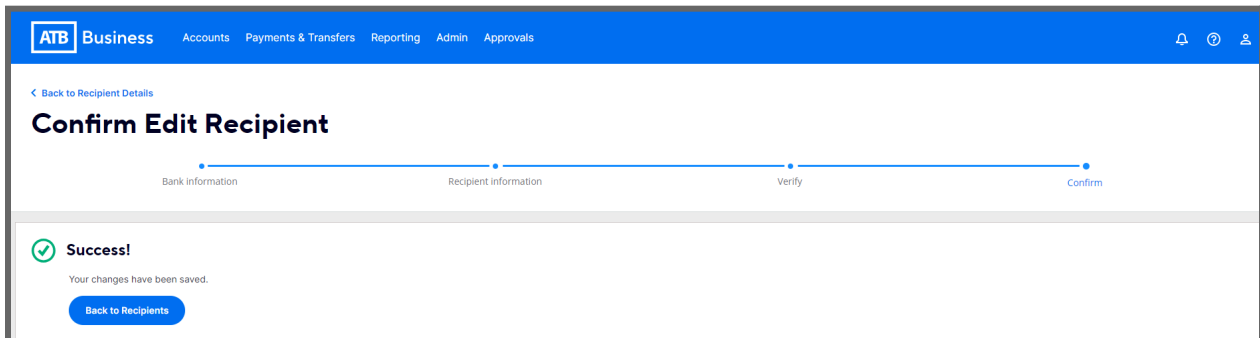 ATB Business Accounts Payments & Transfers Reporting Admin Approvals
Back to Recipient Details
Confirm Edit Recipient
Bank information Recipient information Verify Confirm
Success!
Your changes have been saved.
Back to Recipients